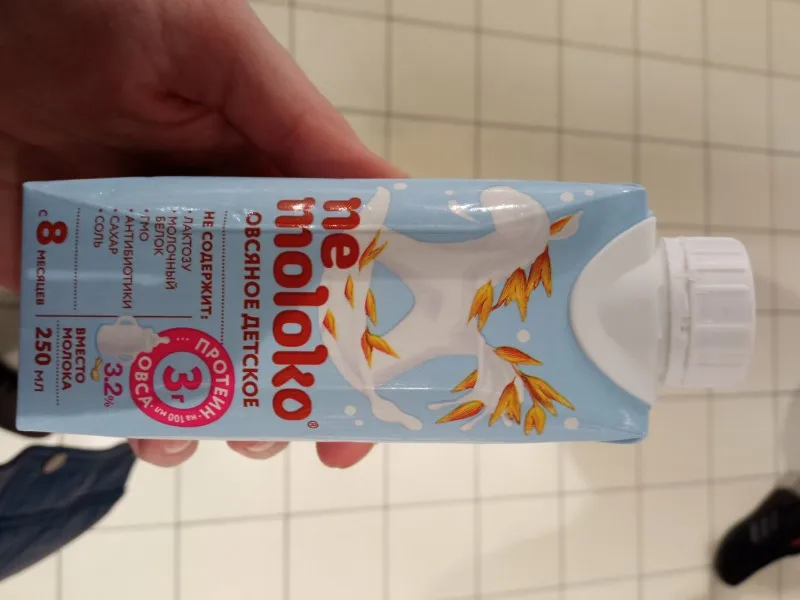 ne
moloko®
ОВСЯНОЕ ДЕТСКОЕ
НЕ СОДЕРЖИТ:
• ЛАКТОЗУ
• МОЛОЧНЫЙ
БЕЛОК
• ГМО
• АНТИБИОТИКИ
• САХАР
• СОЛЬ
ПРОТЕИН
3 г
на 100 мл
ОВСА
3.2%
с 8 МЕСЯЦЕВ
ВМЕСТО
МОЛОКА
250 МЛ